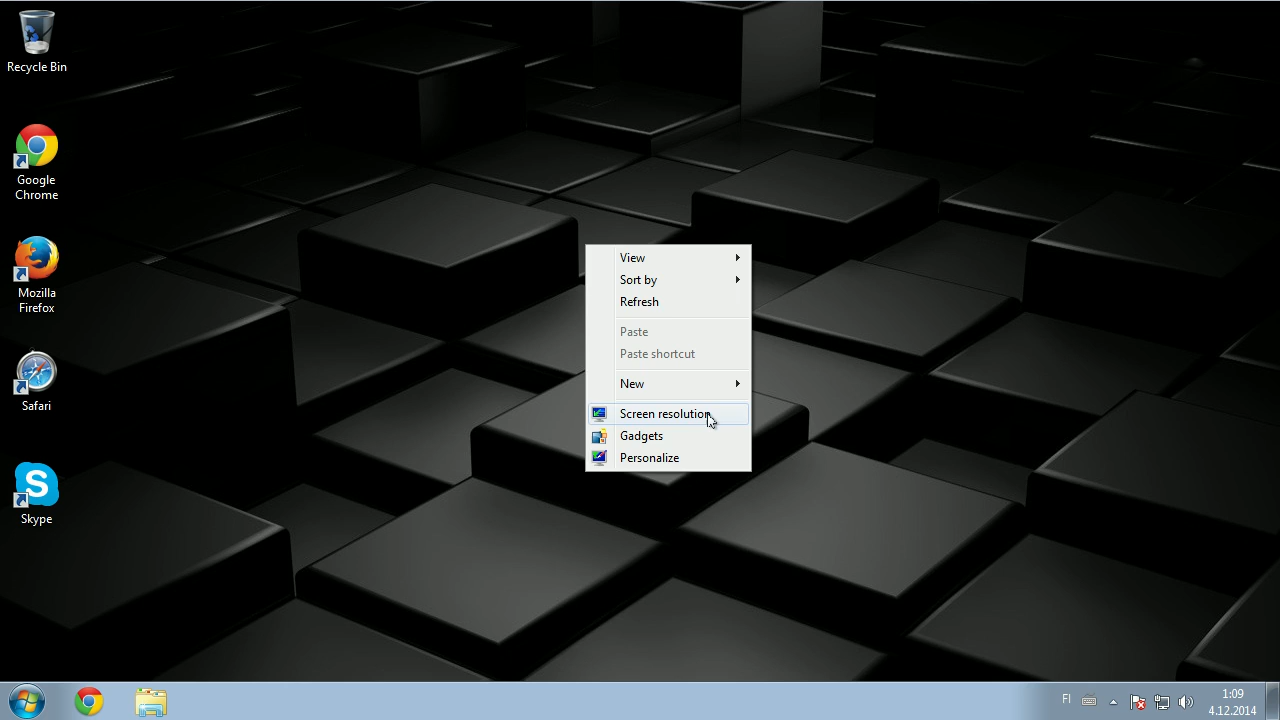 Recycle Bin
Google
Chrome
Mozilla
Firefox
Safari
Skype
View
Sort by
Refresh
Paste
Paste shortcut
New
Screen resolution
Gadgets
Personalize
FI
1:09
4.12.2014